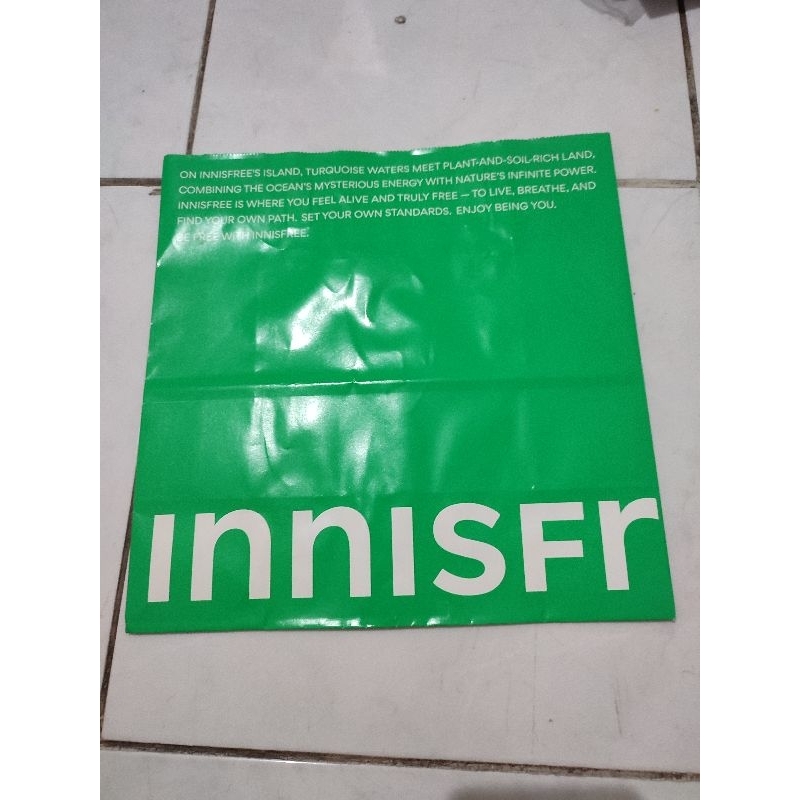 ON INNISFREE'S ISLAND, TURQUOISE WATERS MEET PLANT-AND-SOIL-RICH LAND,
COMBINING THE OCEAN'S MYSTERIOUS ENERGY WITH NATURE'S INFINITE POWER.
INNISFREE IS WHERE YOU FEEL ALIVE AND TRULY FREE — TO LIVE, BREATHE, AND
FIND YOUR OWN PATH. SET YOUR OWN STANDARDS. ENJOY BEING YOU.
BE FREE WITH INNISFREE.
InnISFr